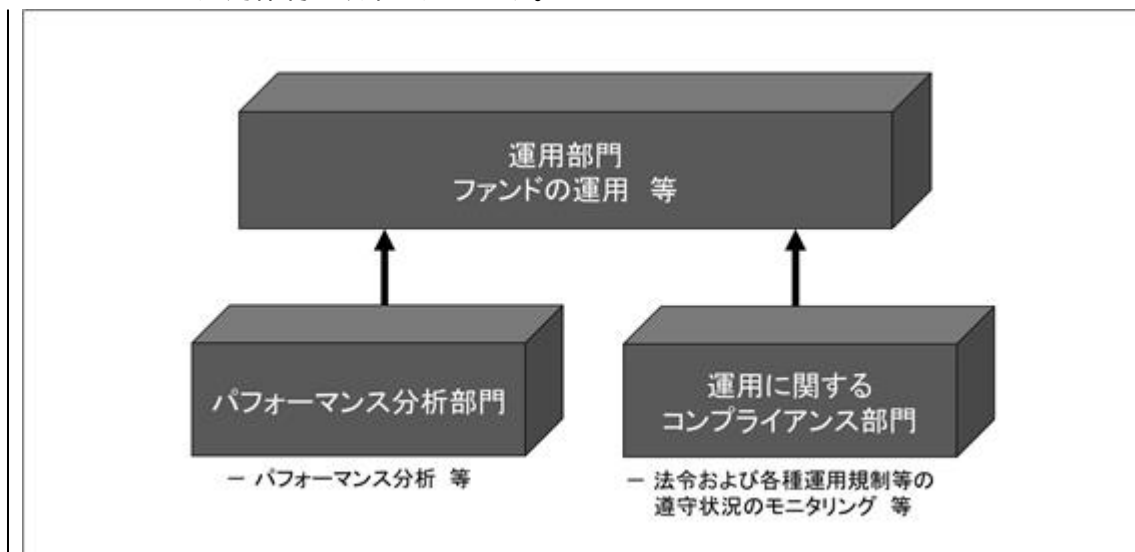 運用部門
ファンドの運用 等
パフォーマンス分析部門
－ パフォーマンス分析 等
運用に関する
コンプライアンス部門
－ 法令および各種運用規制等の
遵守状況のモニタリング 等